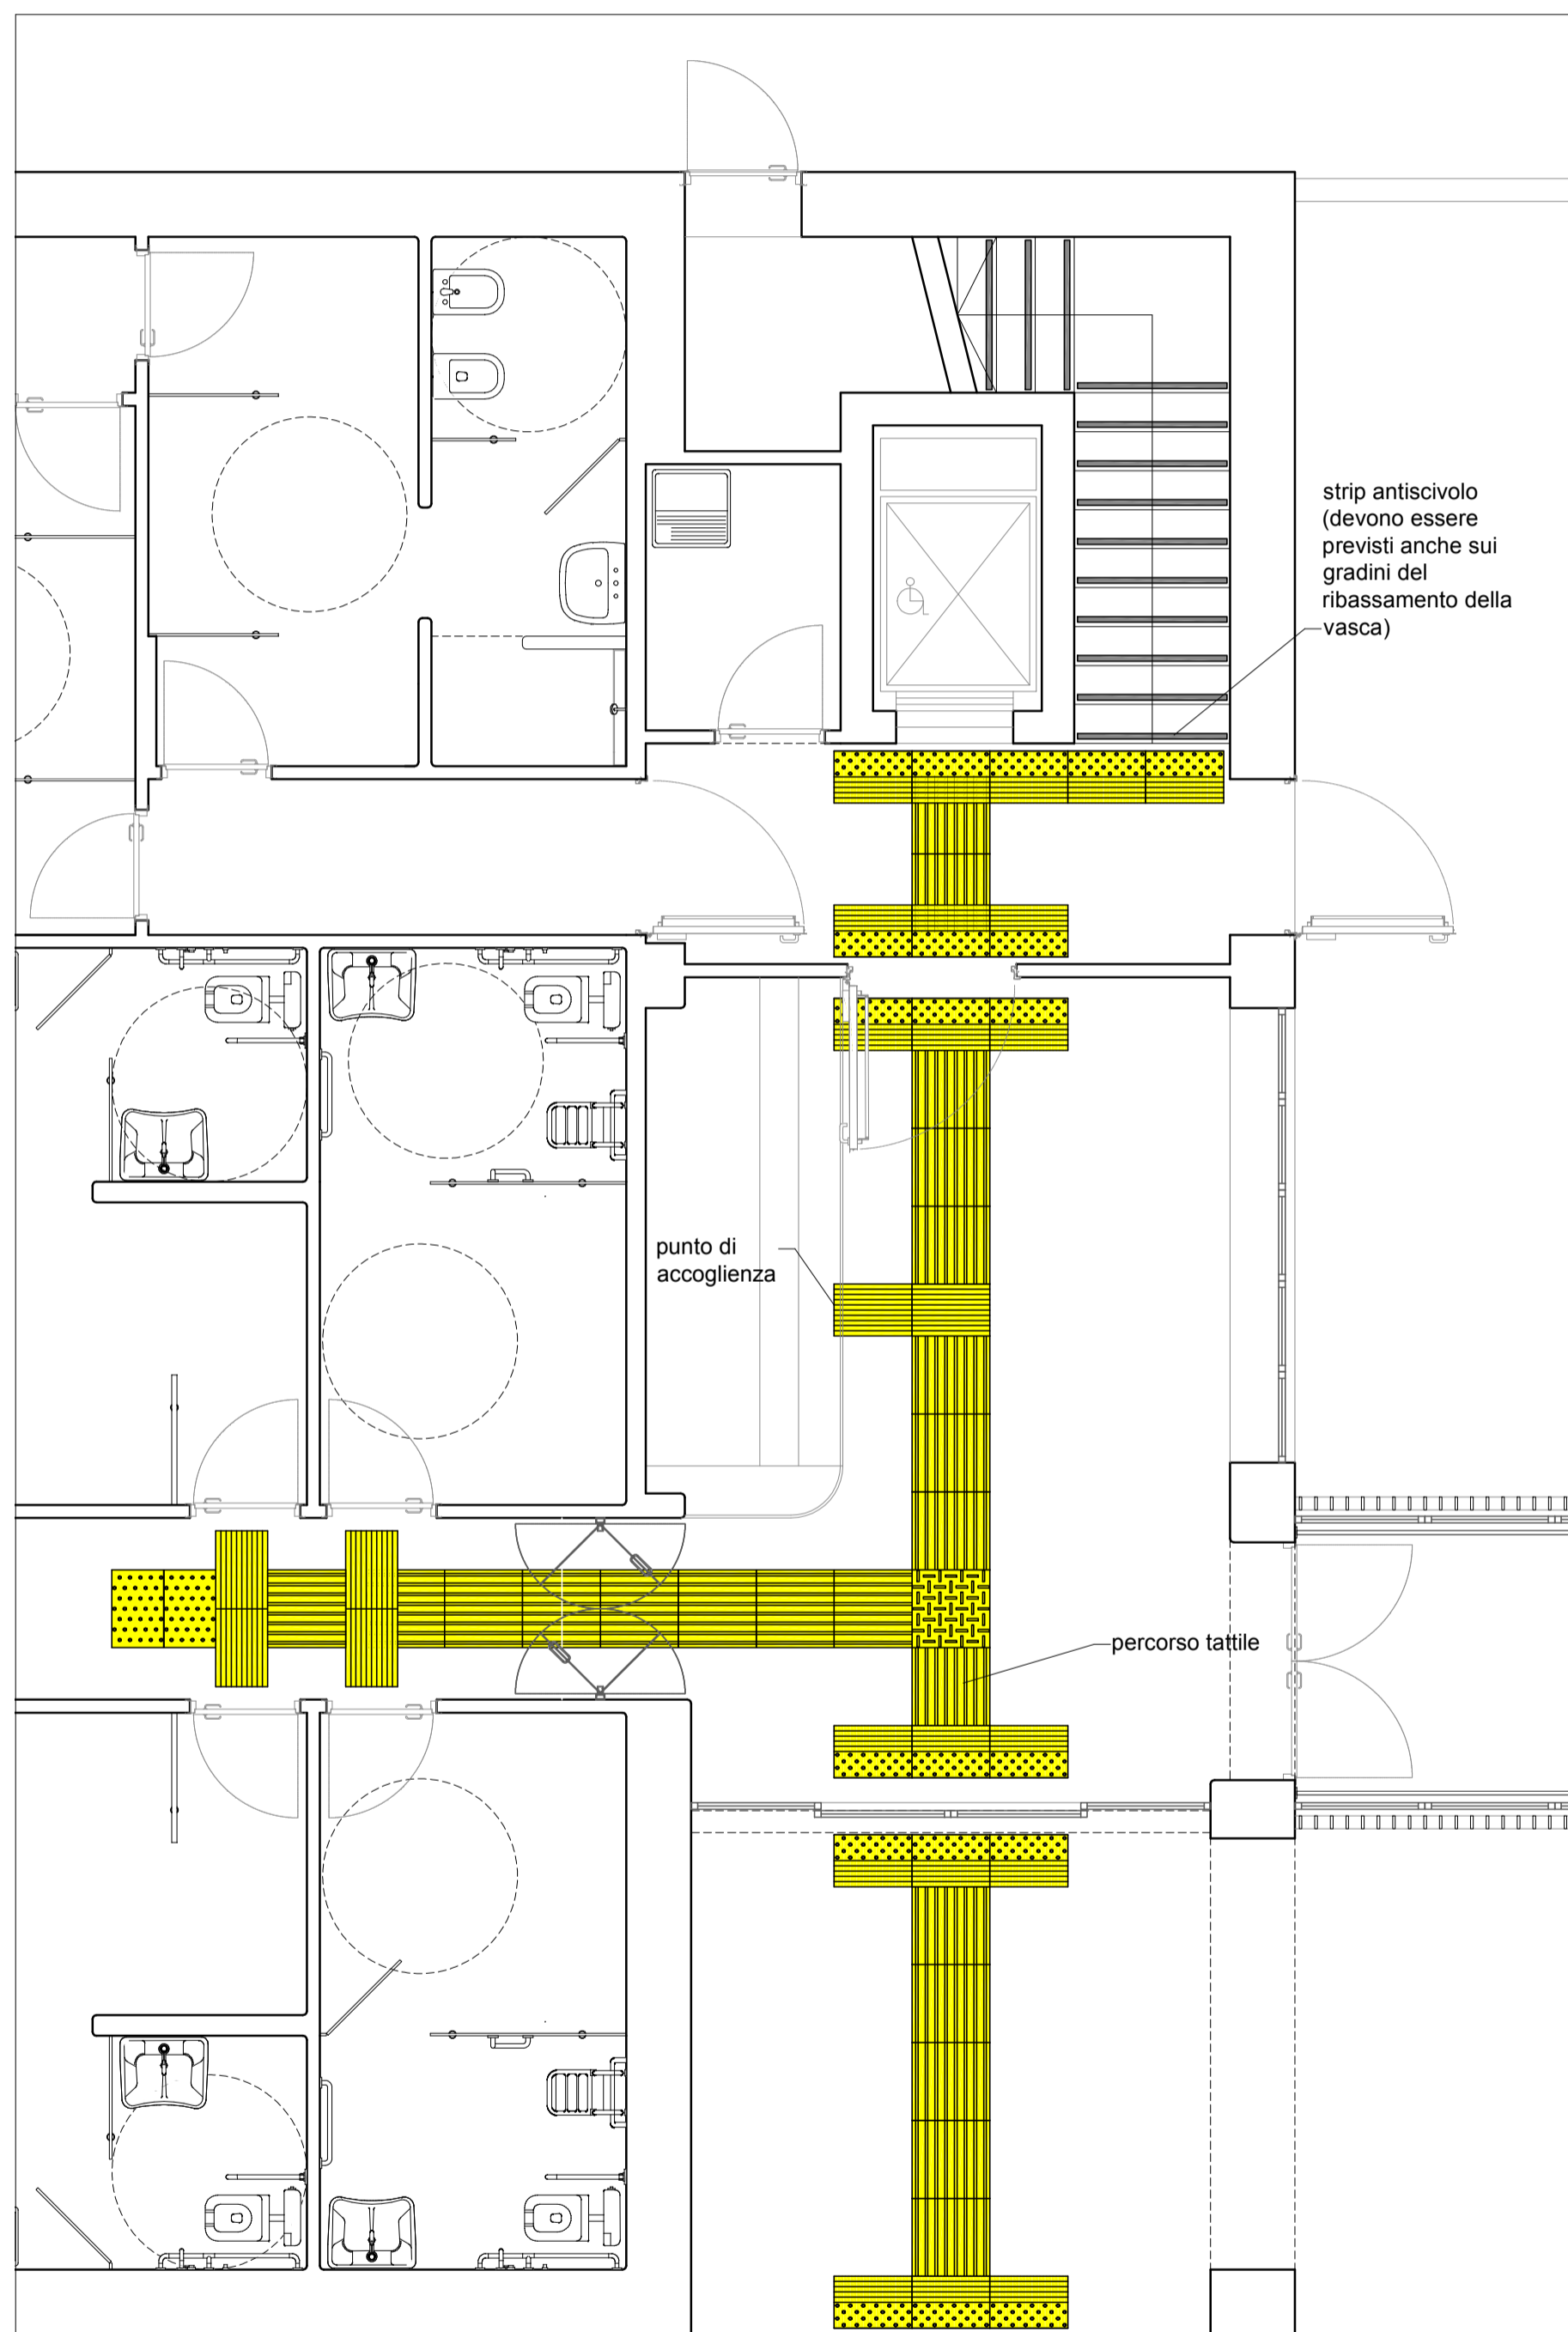 strip antiscivolo
(devono essere
previsti anche sui
gradini del
ribassamento della
vasca)
punto di
accoglienza
percorso tattile